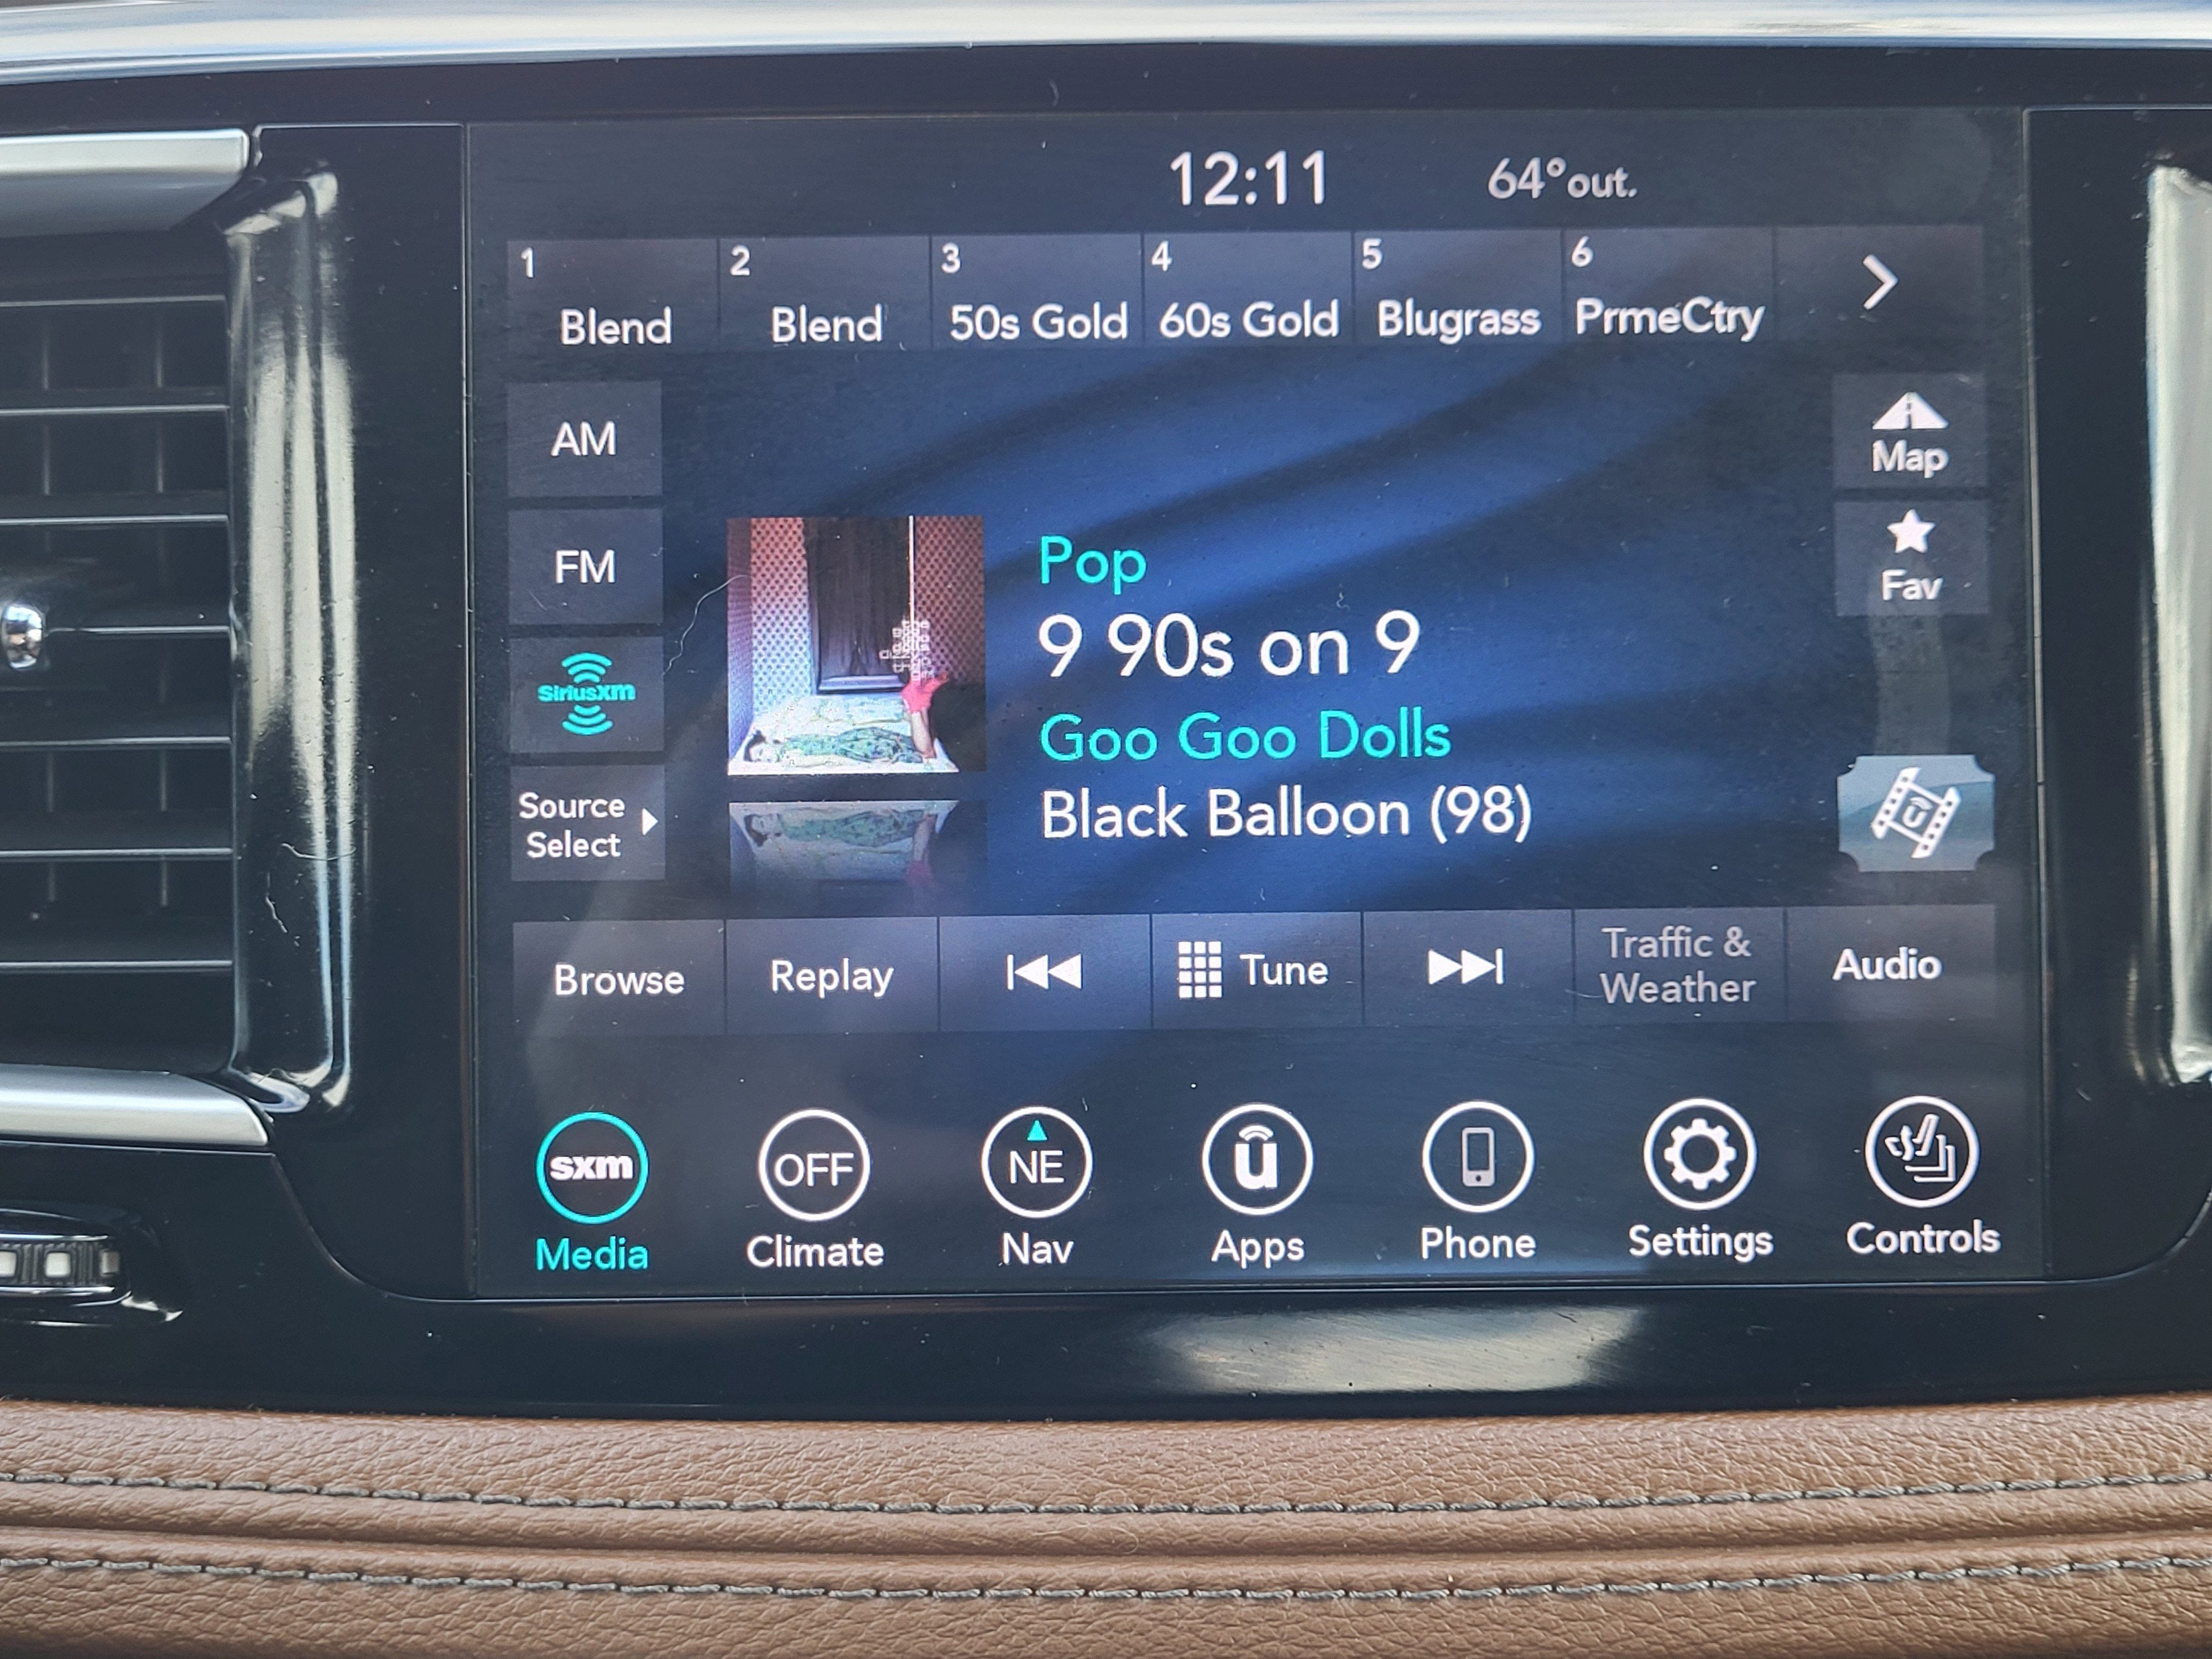 12:11 64°out.
1 2 3 4 5 6
Blend Blend 50s Gold 60s Gold Blugrass PrmeCtry
AM
Map
FM
Fav
Pop
9 90s on 9
SiriusXm
Goo Goo Dolls
Source
Select
Black Balloon (98)
Browse Replay Tune Traffic &
Weather Audio
sxm OFF NE u
Media Climate Nav Apps Phone Settings Controls